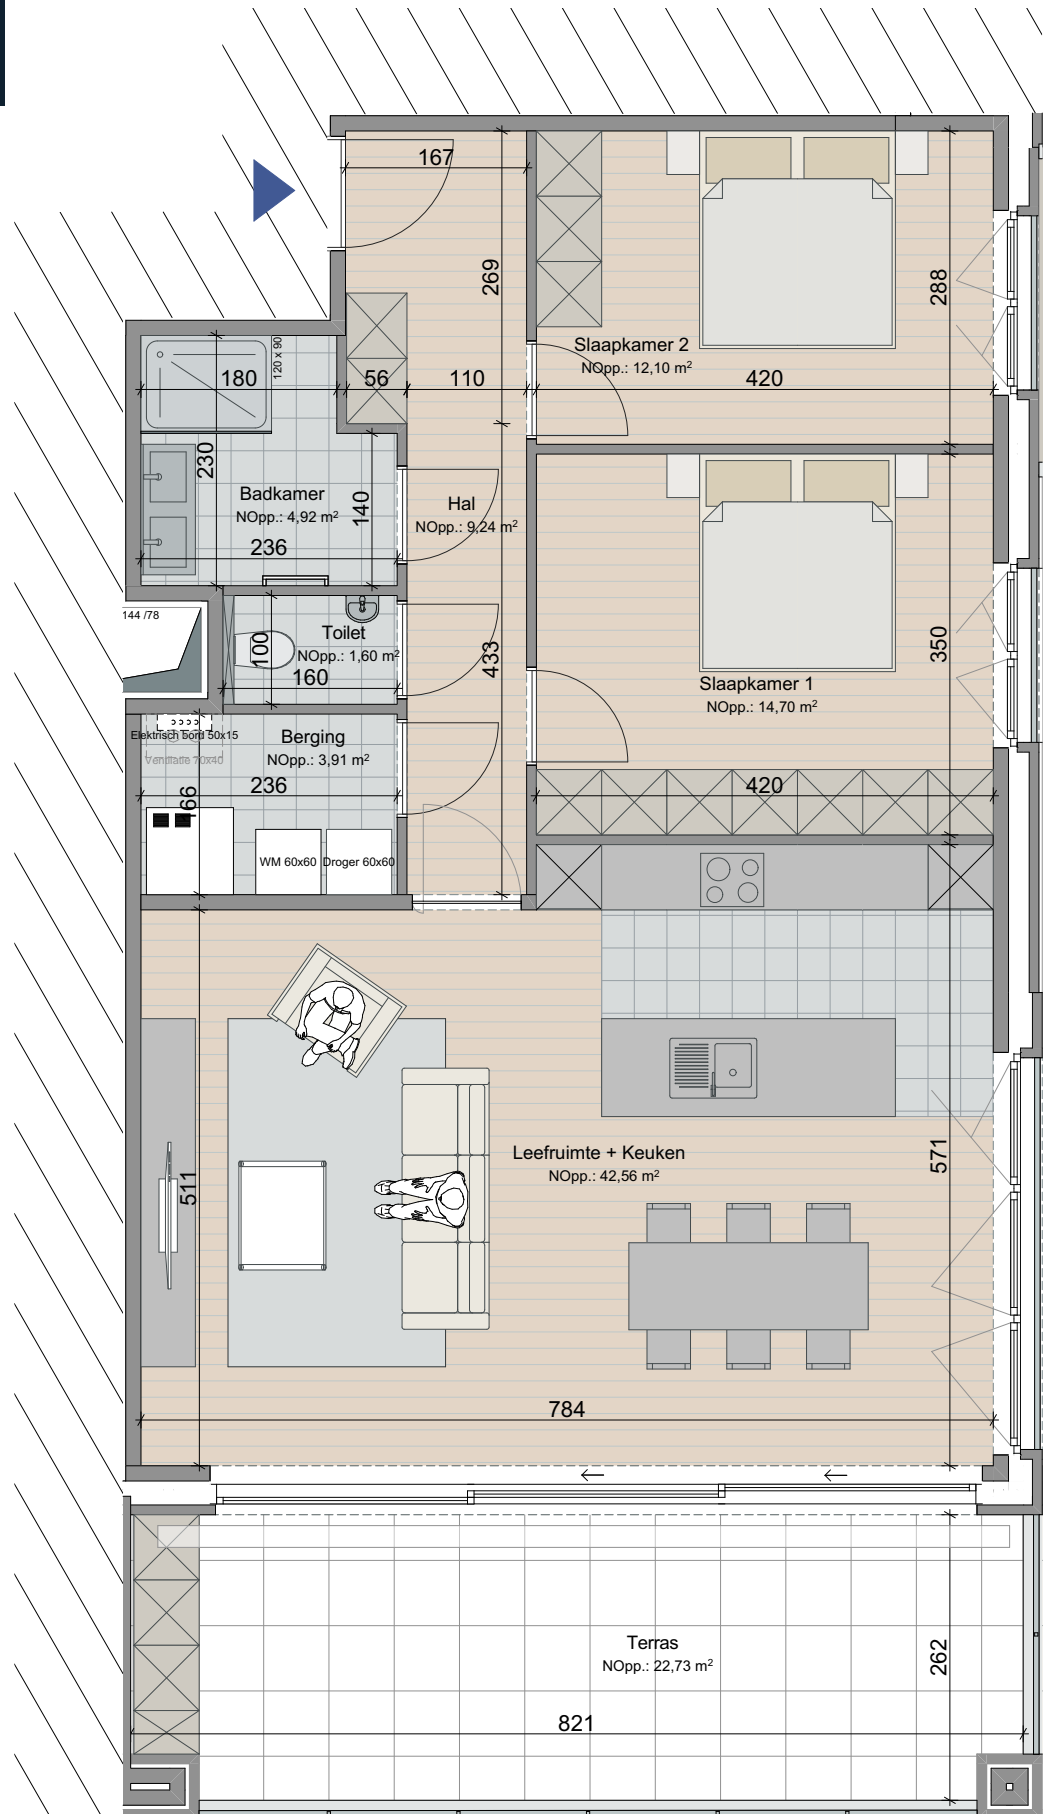 167
269
288
Slaapkamer 2
NOpp.: 12,10 m²
120 x 90
180
56
110
420
230
Badkamer
NOpp.: 4,92 m²
140
Hal
NOpp.: 9,24 m²
236
144 /78
100
Toilet
NOpp.: 1,60 m²
160
433
350
Slaapkamer 1
NOpp.: 14,70 m²
Elektrisch bord 50x15
Ventilatie 70x40
Berging
NOpp.: 3,91 m²
236
166
420
WM 60x60
Droger 60x60
Leefruimte + Keuken
NOpp.: 42,56 m²
571
511
784
Terras
NOpp.: 22,73 m²
262
821